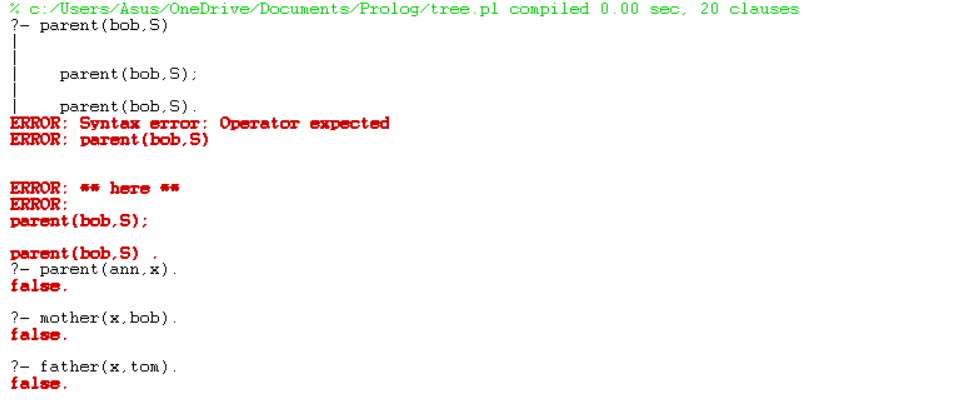 % c:/Users/Asus/OneDrive/Documents/Prolog/tree.pl compiled 0.00 sec, 20 clauses
?- parent(bob,S)
|
|
|    parent(bob,S);
|
|    parent(bob,S).
ERROR: Syntax error: Operator expected
ERROR: parent(bob,S)
ERROR: ** here **
ERROR:
parent(bob,S);
parent(bob,S) .
?- parent(ann,x).
false.
?- mother(x,bob).
false.
?- father(x,tom).
false.